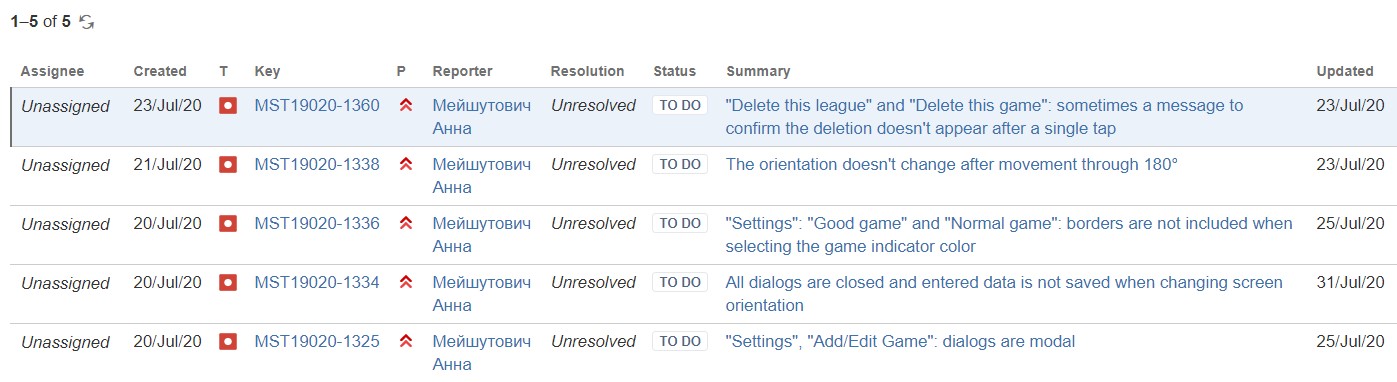 1–5 of 5
Assignee Created T Key P Reporter Resolution Status Summary Updated
Unassigned 23/Jul/20 MST19020-1360 Мейшутович Unresolved TO DO "Delete this league" and "Delete this game": sometimes a message to 23/Jul/20
Анна confirm the deletion doesn't appear after a single tap
Unassigned 21/Jul/20 MST19020-1338 Мейшутович Unresolved TO DO The orientation doesn't change after movement through 180° 23/Jul/20
Анна
Unassigned 20/Jul/20 MST19020-1336 Мейшутович Unresolved TO DO "Settings": "Good game" and "Normal game": borders are not included when 25/Jul/20
Анна selecting the game indicator color
Unassigned 20/Jul/20 MST19020-1334 Мейшутович Unresolved TO DO All dialogs are closed and entered data is not saved when changing screen 31/Jul/20
Анна orientation
Unassigned 20/Jul/20 MST19020-1325 Мейшутович Unresolved TO DO "Settings", "Add/Edit Game": dialogs are modal 25/Jul/20
Анна